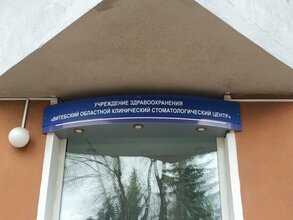 УЧРЕЖДЕНИЕ ЗДРАВООХРАНЕНИЯ
«ВИТЕБСКИЙ ОБЛАСТНОЙ КЛИНИЧЕСКИЙ СТОМАТОЛОГИЧЕСКИЙ ЦЕНТР»